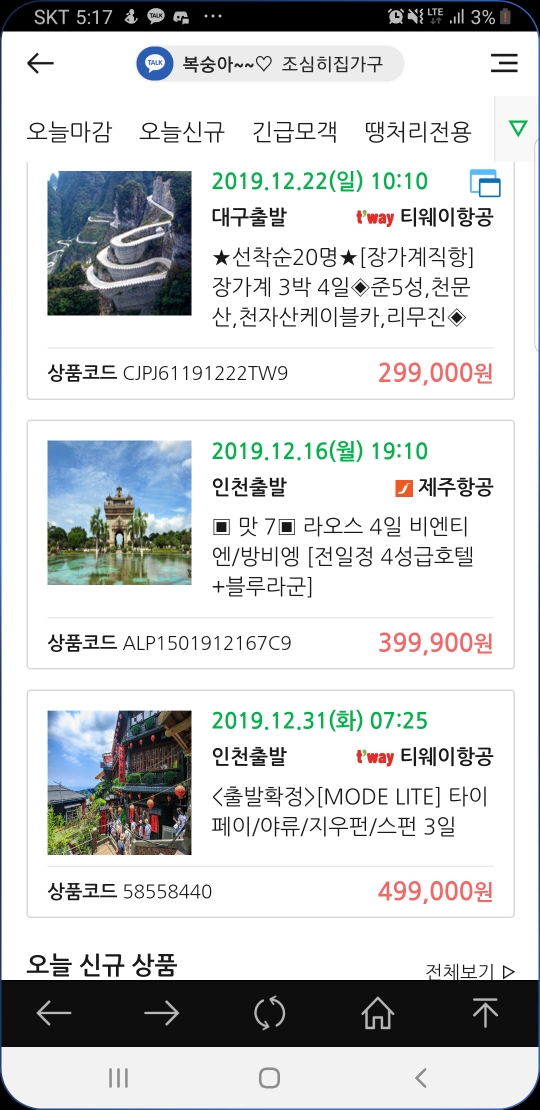 SKT 5:17 TALK ··· LTE 3%
TALK 복숭아~~♡ 조심히집가구
오늘마감 오늘신규 긴급모객 땡처리전용
2019.12.22(일) 10:10
대구출발 t'way 티웨이항공
★선착순20명★[장가계직항]
장가계 3박 4일◈준5성,천문
산,천자산케이블카,리무진◈
상품코드 CJPJ61191222TW9 299,000원
2019.12.16(월) 19:10
인천출발 제주항공
▣ 맛 7▣ 라오스 4일 비엔티
엔/방비엥 [전일정 4성급호텔
+블루라군]
상품코드 ALP1501912167C9 399,900원
2019.12.31(화) 07:25
인천출발 t'way 티웨이항공
<출발확정>[MODE LITE] 타이
페이/야류/지우펀/스펀 3일
상품코드 58558440 499,000원
오늘 신규 상품 전체보기 ▷